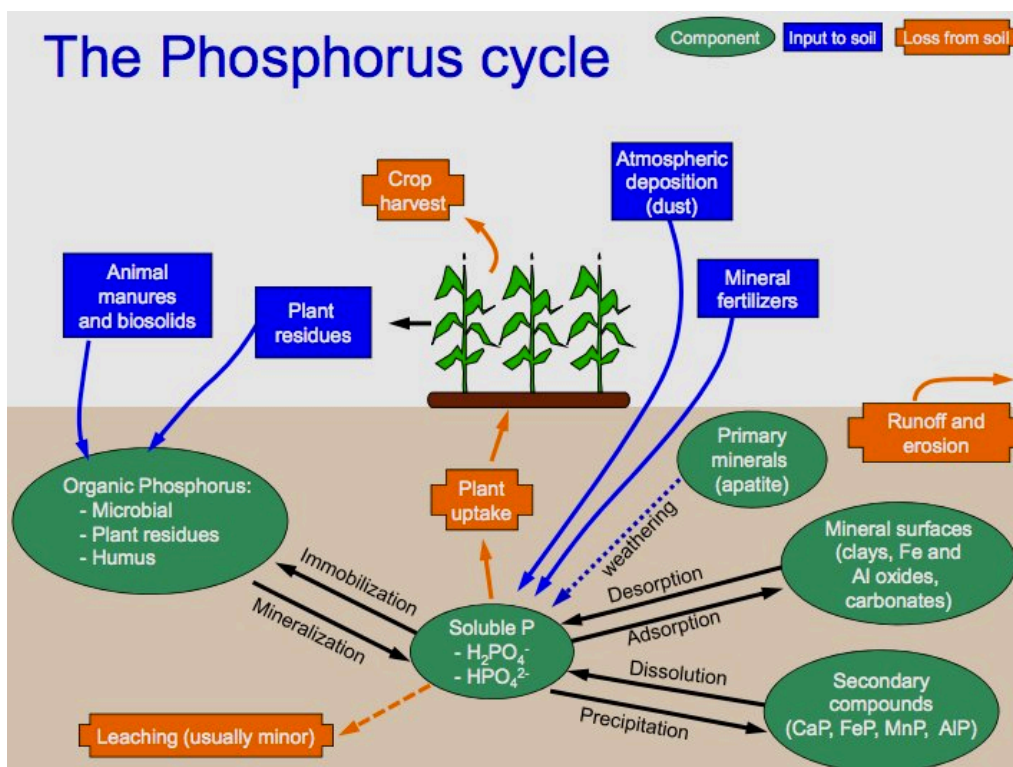 The Phosphorus cycle
Component
Input to soil
Loss from soil
Crop
harvest
Atmospheric
deposition
(dust)
Animal
manures
and biosolids
Plant
residues
Mineral
fertilizers
Runoff and
erosion
Primary
minerals
(apatite)
Organic Phosphorus:
- Microbial
- Plant residues
- Humus
Plant
uptake
weathering
Mineral surfaces
(clays, Fe and
Al oxides,
carbonates)
Immobilization
Mineralization
Desorption
Adsorption
Soluble P
- H₂PO₄⁻
- HPO₄²⁻
Dissolution
Precipitation
Secondary
compounds
(CaP, FeP, MnP, AlP)
Leaching (usually minor)